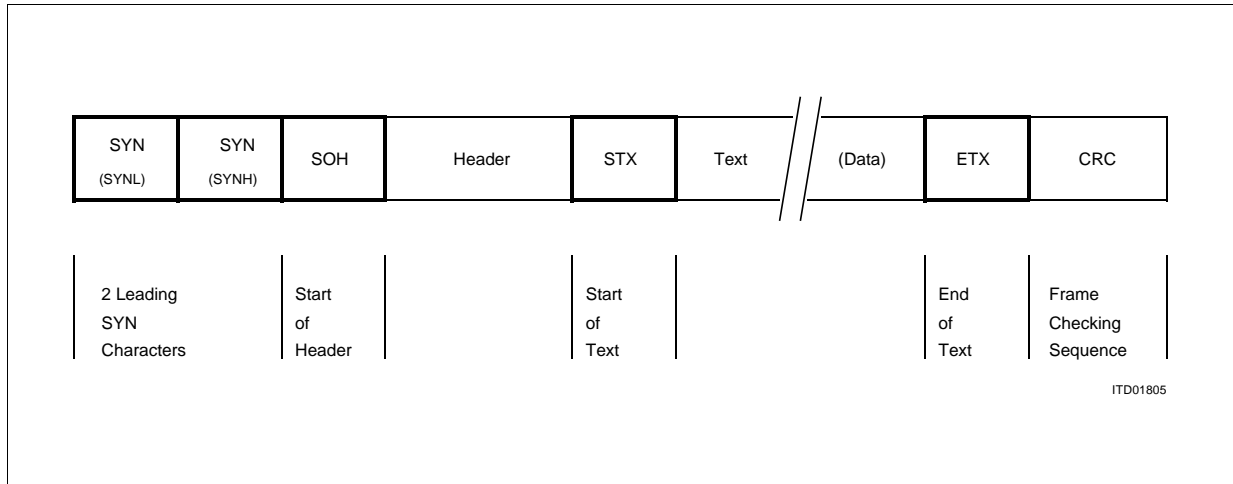 SYN SYN SOH Header STX Text (Data) ETX CRC
(SYNL) (SYNH)
2 Leading Start Start End Frame
SYN of of of Checking
Characters Header Text Text Sequence
ITD01805